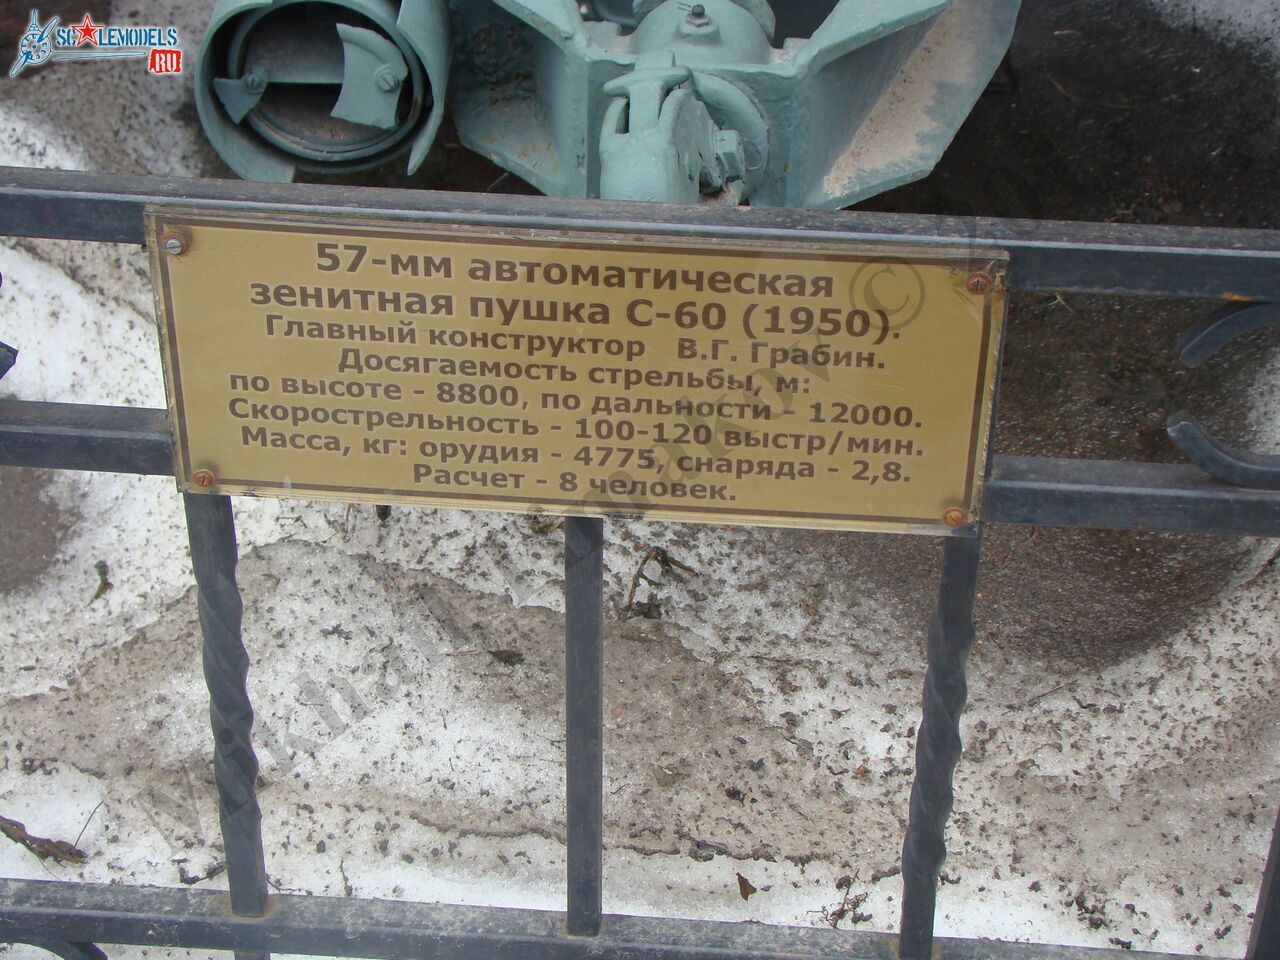 SCALEMODELS
.RU
57-мм автоматическая
зенитная пушка С-60 (1950).
Главный конструктор В.Г. Грабин.
Досягаемость стрельбы, м:
по высоте - 8800, по дальности - 12000.
Скорострельность - 100-120 выстр/мин.
Масса, кг: орудия - 4775, снаряда - 2,8.
Расчет - 8 человек.